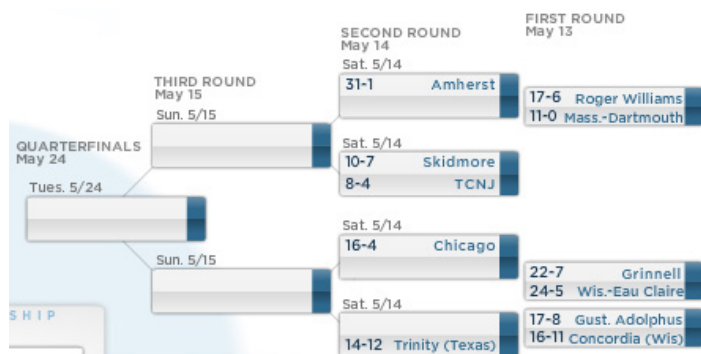 FIRST ROUND
May 13
SECOND ROUND
May 14
Sat. 5/14
THIRD ROUND
May 15
31-1 Amherst
17-6 Roger Williams
11-0 Mass.-Dartmouth
Sun. 5/15
QUARTERFINALS
May 24
Sat. 5/14
10-7 Skidmore
8-4 TCNJ
Tues. 5/24
Sat. 5/14
16-4 Chicago
Sun. 5/15
22-7 Grinnell
24-5 Wis.-Eau Claire
Sat. 5/14
SHIP
17-8 Gust. Adolphus
16-11 Concordia (Wis)
14-12 Trinity (Texas)